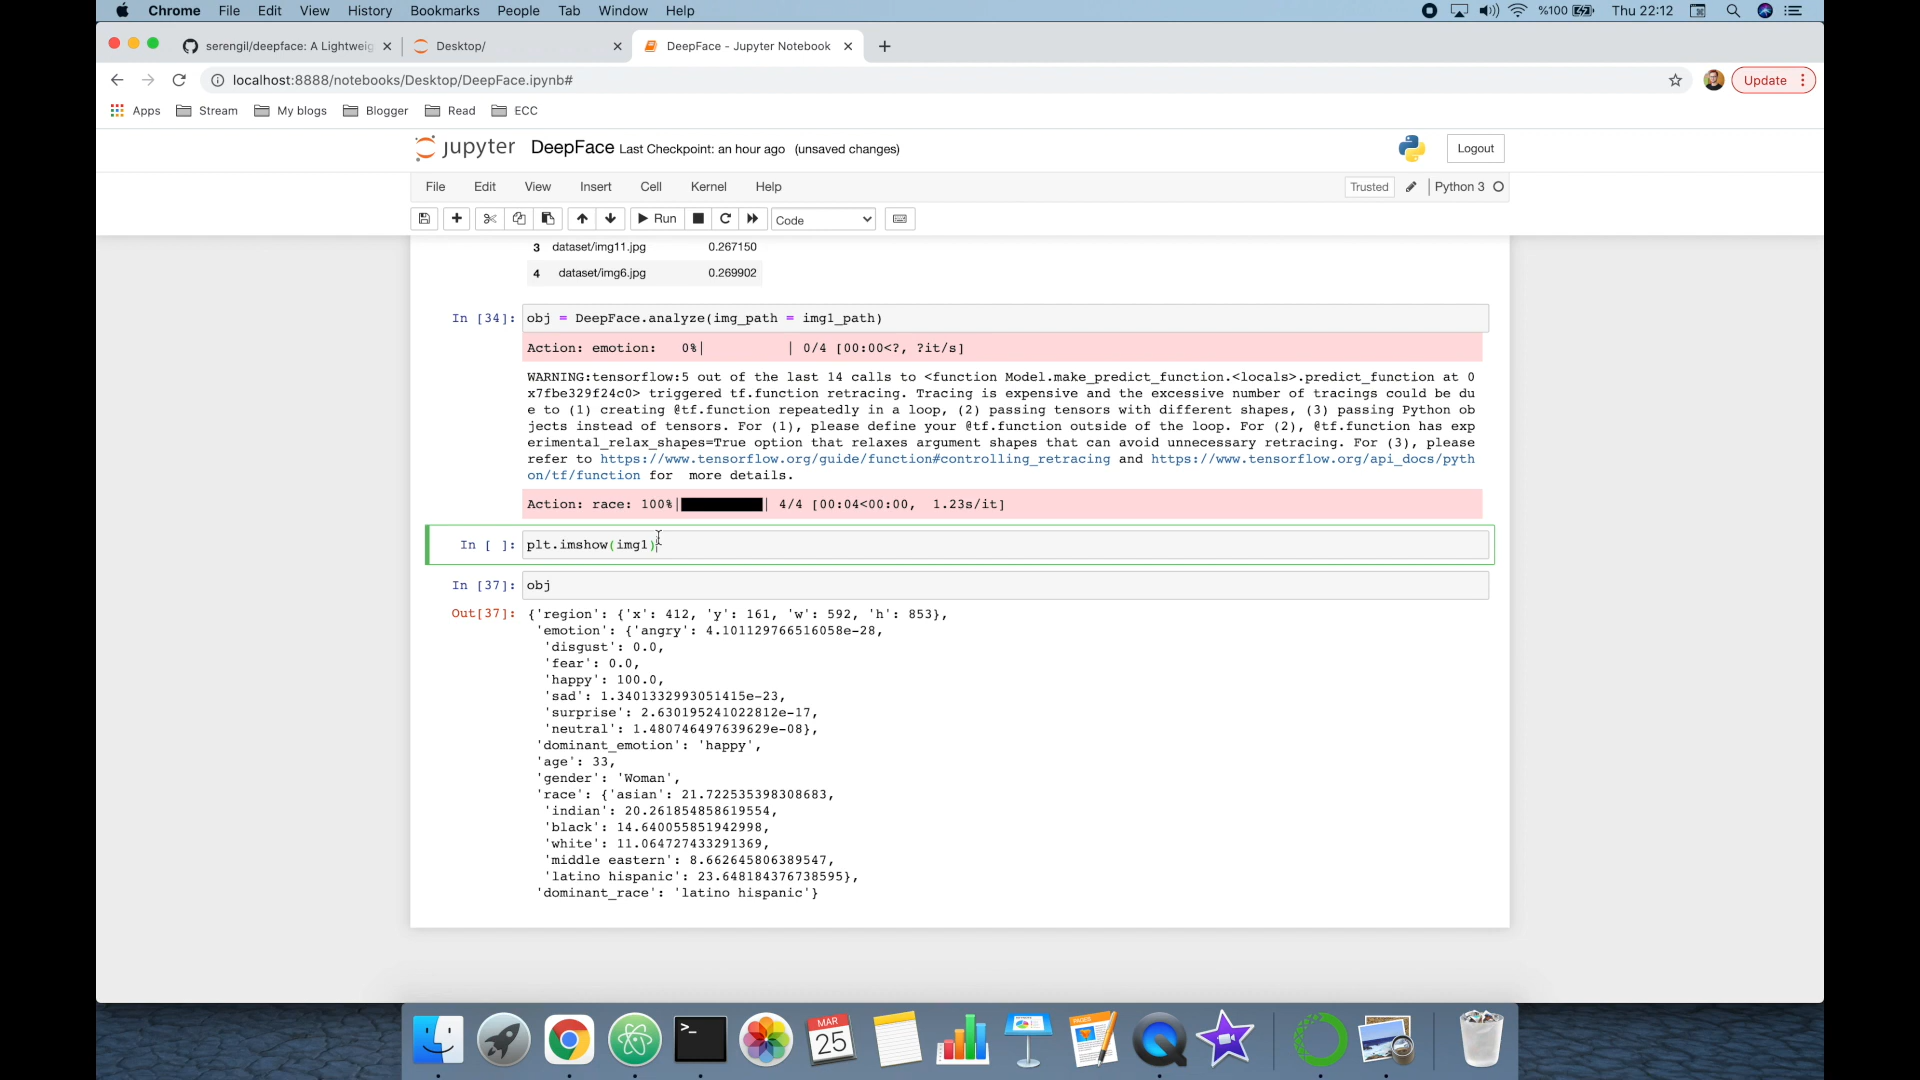 Chrome File Edit View History Bookmarks People Tab Window Help
%100 Thu 22:12
serengil/deepface: A Lightweig
Desktop/
DeepFace - Jupyter Notebook
localhost:8888/notebooks/Desktop/DeepFace.ipynb#
Update
Apps Stream My blogs Blogger Read ECC
jupyter DeepFace Last Checkpoint: an hour ago (unsaved changes)
Logout
File Edit View Insert Cell Kernel Help
Trusted Python 3
Run Code
3 dataset/img11.jpg 0.267150
4 dataset/img6.jpg 0.269902
In [34]: obj = DeepFace.analyze(img_path = img1_path)
Action: emotion:   0%|          | 0/4 [00:00<?, ?it/s]
WARNING:tensorflow:5 out of the last 14 calls to <function Model.make_predict_function.<locals>.predict_function at 0
x7fbe329f24c0> triggered tf.function retracing. Tracing is expensive and the excessive number of tracings could be du
e to (1) creating @tf.function repeatedly in a loop, (2) passing tensors with different shapes, (3) passing Python ob
jects instead of tensors. For (1), please define your @tf.function outside of the loop. For (2), @tf.function has exp
erimental_relax_shapes=True option that relaxes argument shapes that can avoid unnecessary retracing. For (3), please
refer to https://www.tensorflow.org/guide/function#controlling_retracing and https://www.tensorflow.org/api_docs/pyth
on/tf/function for  more details.
Action: race: 100%|██████████| 4/4 [00:04<00:00,  1.23s/it]
In [ ]: plt.imshow(img1)
In [37]: obj
Out[37]: {'region': {'x': 412, 'y': 161, 'w': 592, 'h': 853},
'emotion': {'angry': 4.101129766516058e-28,
'disgust': 0.0,
'fear': 0.0,
'happy': 100.0,
'sad': 1.3401332993051415e-23,
'surprise': 2.630195241022812e-17,
'neutral': 1.480746497639629e-08},
'dominant_emotion': 'happy',
'age': 33,
'gender': 'Woman',
'race': {'asian': 21.722535398308683,
'indian': 20.261854858619554,
'black': 14.640055851942998,
'white': 11.064727433291369,
'middle eastern': 8.662645806389547,
'latino hispanic': 23.648184376738595},
'dominant_race': 'latino hispanic'}
MAR
25
PAGES